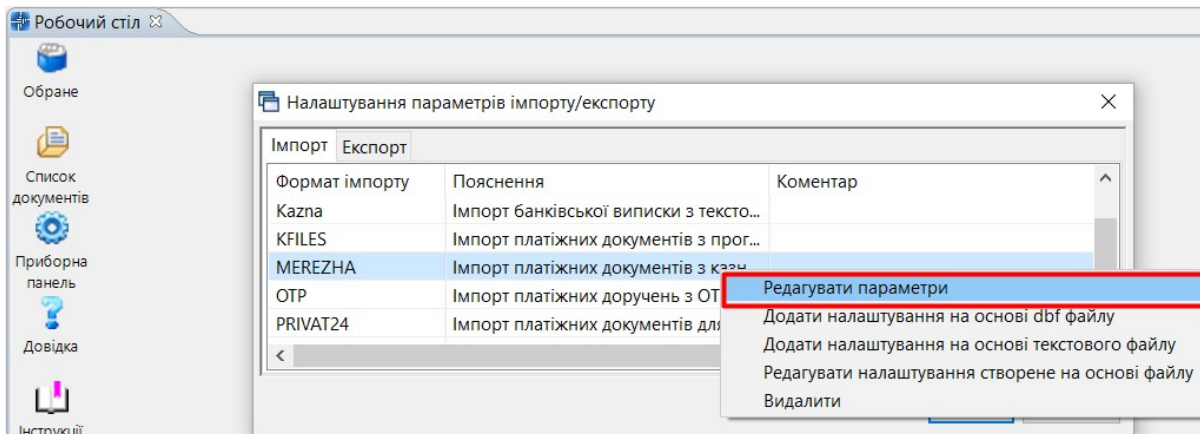 Робочий стіл
Обране
Список
документів
Приборна
панель
Довідка
Інструкції
Налаштування параметрів імпорту/експорту
Імпорт Експорт
Формат імпорту Пояснення Коментар
Kazna Імпорт банківської виписки з тексто...
KFILES Імпорт платіжних документів з прог...
MEREZHA Імпорт платіжних документів з казн...
OTP Імпорт платіжних доручень з OT
PRIVAT24 Імпорт платіжних документів для
Редагувати параметри
Додати налаштування на основі dbf файлу
Додати налаштування на основі текстового файлу
Редагувати налаштування створене на основі файлу
Видалити